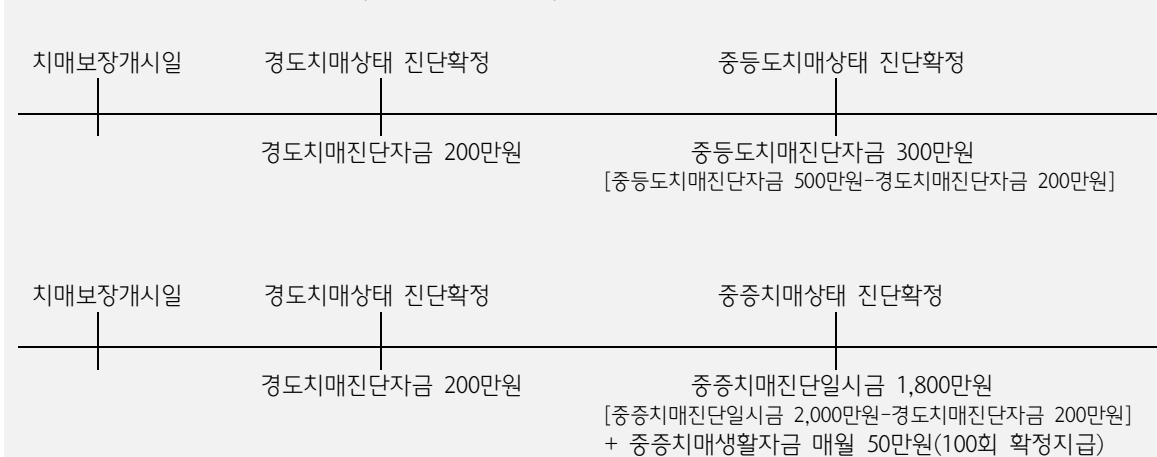 치매보장개시일 경도치매상태 진단확정 중등도치매상태 진단확정
경도치매진단자금 200만원 중등도치매진단자금 300만원
[중등도치매진단자금 500만원-경도치매진단자금 200만원]
치매보장개시일 경도치매상태 진단확정 중증치매상태 진단확정
경도치매진단자금 200만원 중증치매진단일시금 1,800만원
[중증치매진단일시금 2,000만원-경도치매진단자금 200만원]
+ 중증치매생활자금 매월 50만원(100회 확정지급)